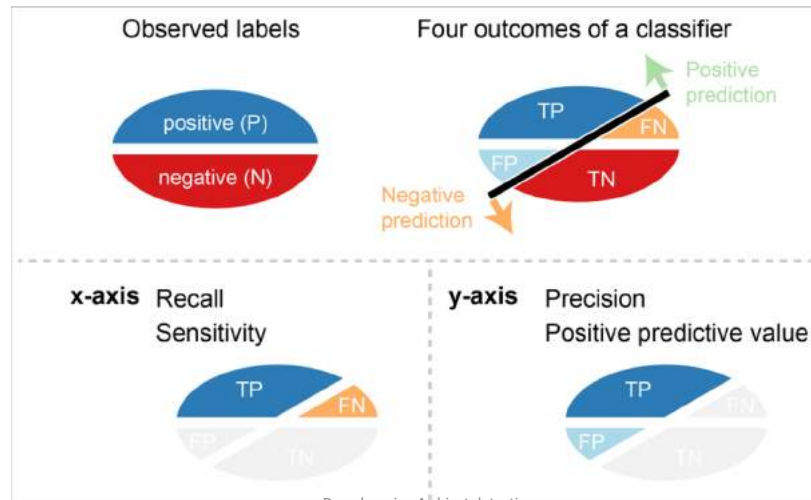 Observed labels
Four outcomes of a classifier
positive (P)
negative (N)
TP
FN
FP
TN
Positive
prediction
Negative
prediction
x-axis Recall
Sensitivity
TP
FN
FP
TN
y-axis Precision
Positive predictive value
TP
FN
FP
TN